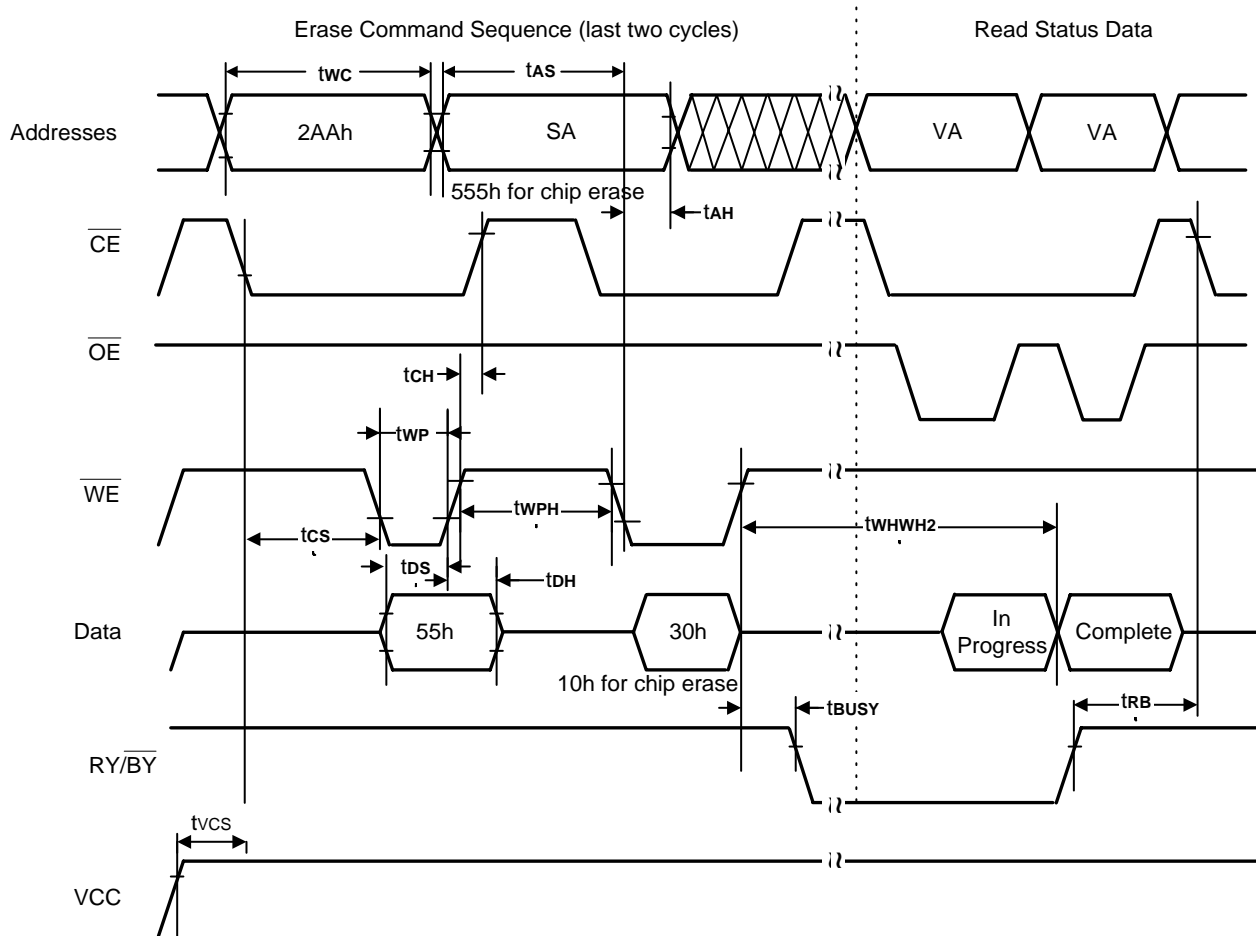 Erase Command Sequence (last two cycles)
Read Status Data
tWC
tAS
Addresses
2AAh
SA
VA
VA
555h for chip erase
tAH
CE
OE
tCH
tWP
WE
tWPH
tWHWH2
tCS
tDS
tDH
Data
55h
30h
In
Progress
Complete
10h for chip erase
tBUSY
tRB
RY/BY
tVCS
VCC